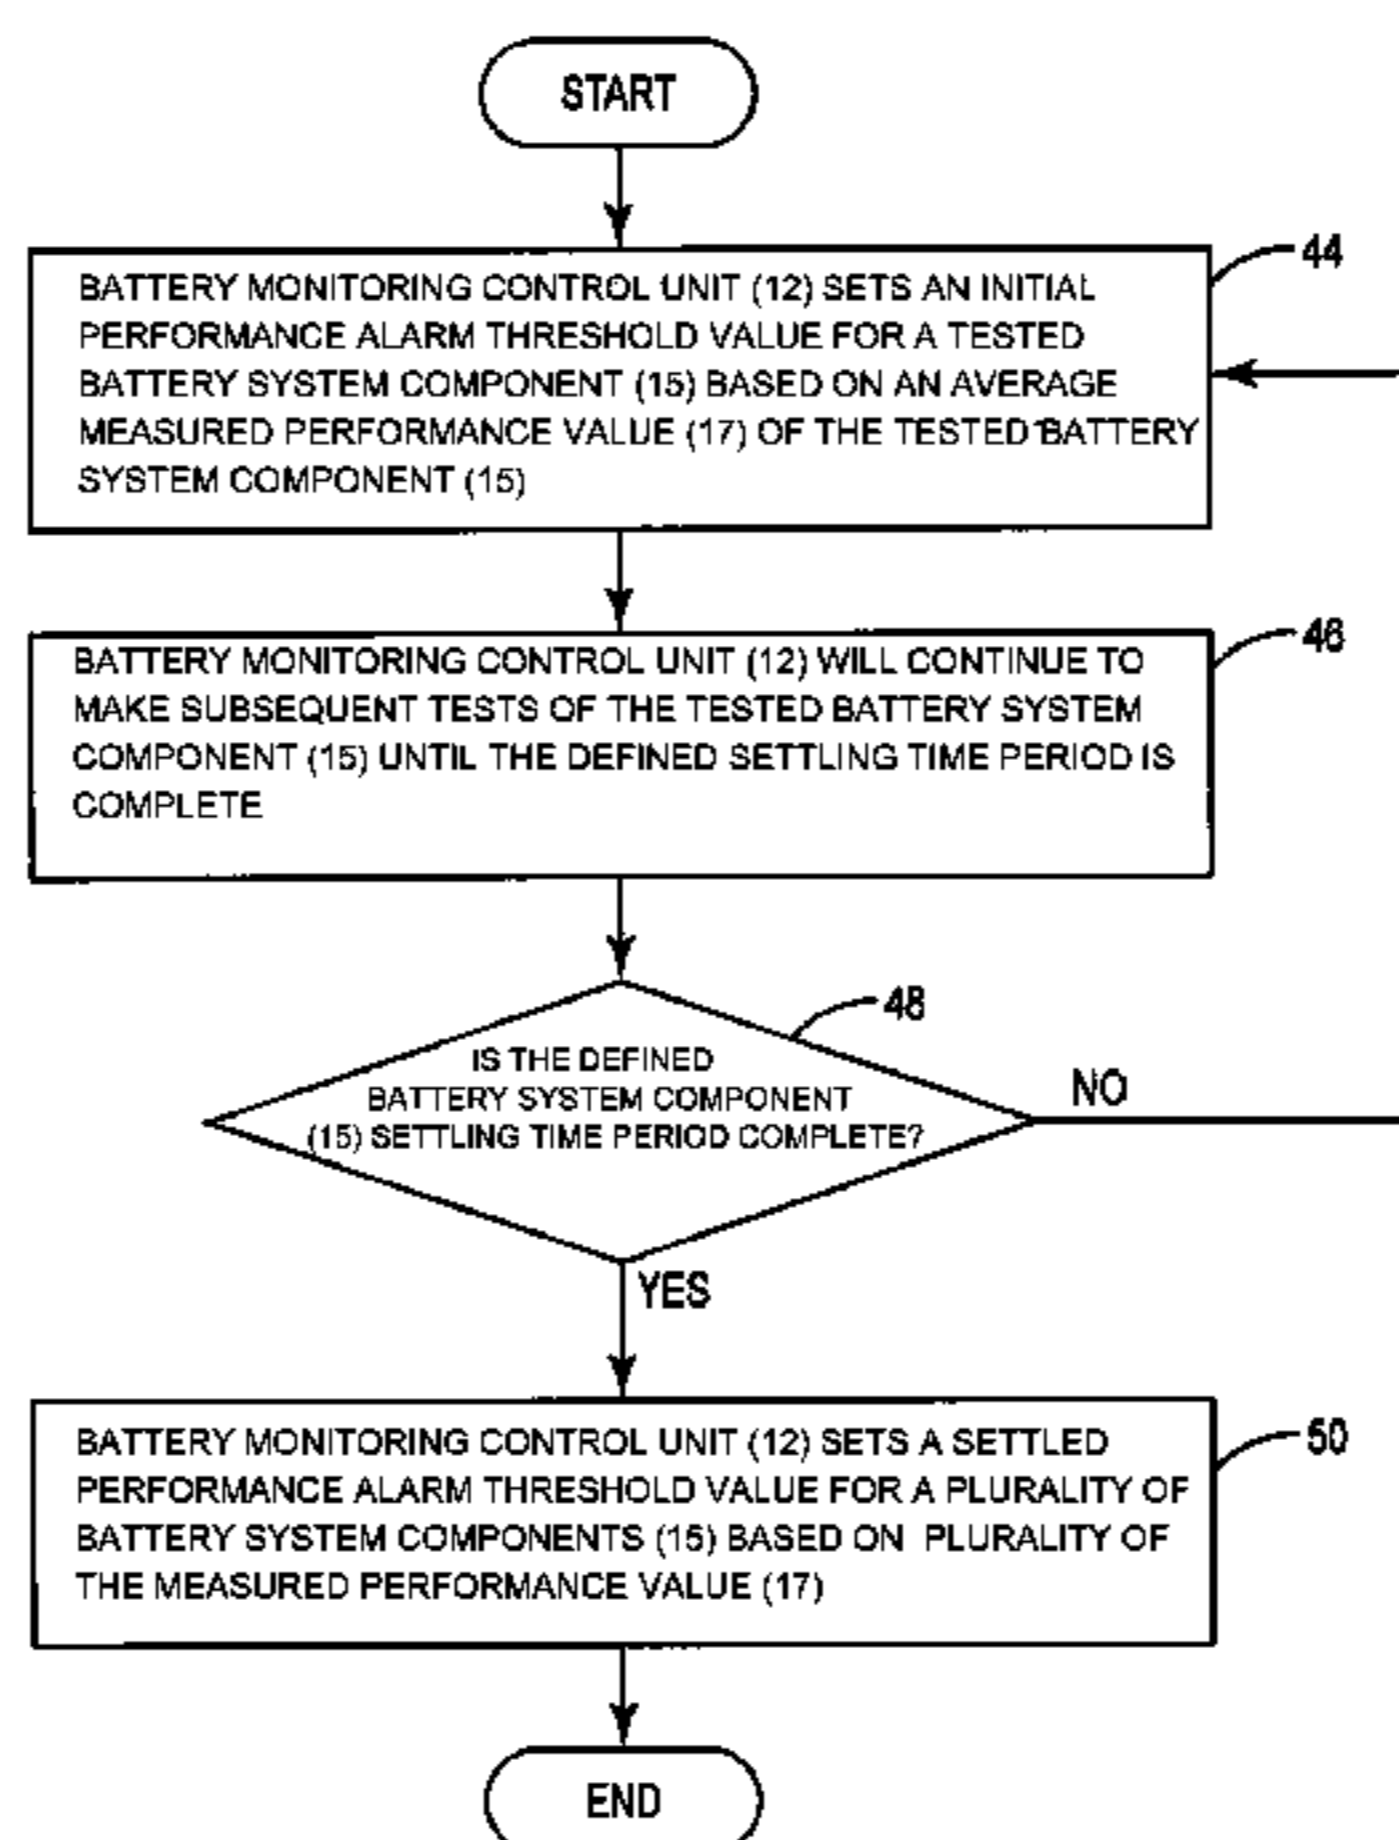 START
44
BATTERY MONITORING CONTROL UNIT (12) SETS AN INITIAL
PERFORMANCE ALARM THRESHOLD VALUE FOR A TESTED
BATTERY SYSTEM COMPONENT (15) BASED ON AN AVERAGE
MEASURED PERFORMANCE VALUE (17) OF THE TESTED BATTERY
SYSTEM COMPONENT (15)
46
BATTERY MONITORING CONTROL UNIT (12) WILL CONTINUE TO
MAKE SUBSEQUENT TESTS OF THE TESTED BATTERY SYSTEM
COMPONENT (15) UNTIL THE DEFINED SETTLING TIME PERIOD IS
COMPLETE
48
IS THE DEFINED
BATTERY SYSTEM COMPONENT
(15) SETTLING TIME PERIOD COMPLETE?
NO
YES
50
BATTERY MONITORING CONTROL UNIT (12) SETS A SETTLED
PERFORMANCE ALARM THRESHOLD VALUE FOR A PLURALITY OF
BATTERY SYSTEM COMPONENTS (15) BASED ON PLURALITY OF
THE MEASURED PERFORMANCE VALUE (17)
END